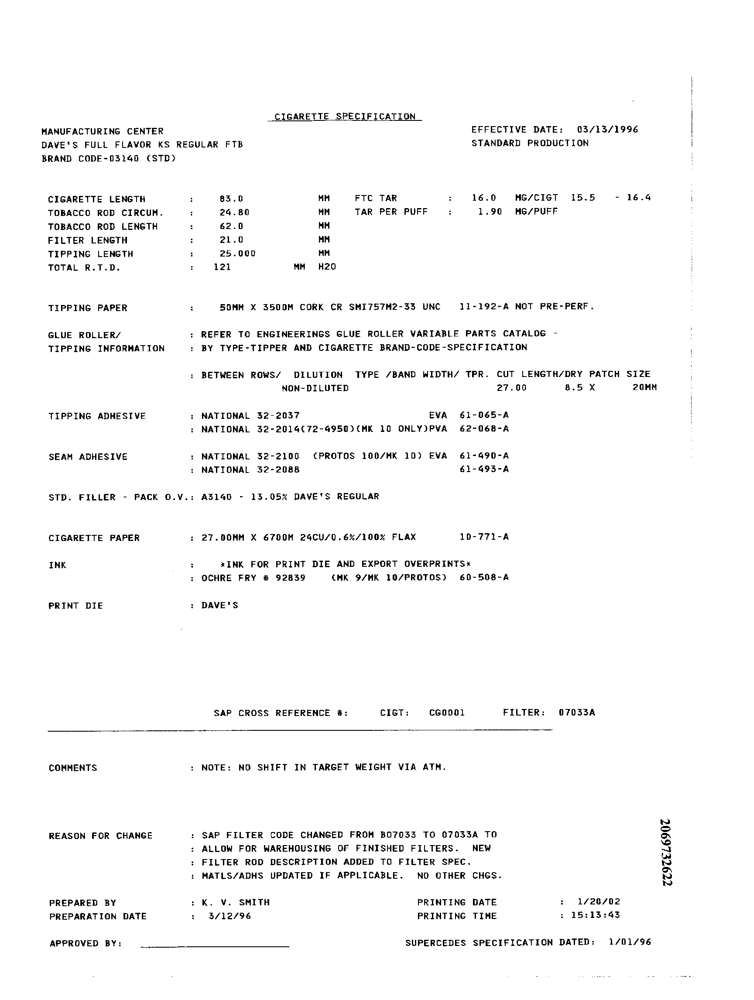 CIGARETTE SPECIFICATION
MANUFACTURING CENTER EFFECTIVE DATE: 03/13/1996
DAVE'S FULL FLAVOR KS REGULAR FTB STANDARD PRODUCTION
BRAND CODE-03140 (STD)
CIGARETTE LENGTH : 83.0 MM FTC TAR : 16.0 MG/CIGT 15.5 - 16.4
TOBACCO ROD CIRCUM. : 24.80 MM TAR PER PUFF : 1.90 MG/PUFF
TOBACCO ROD LENGTH : 62.0 MM
FILTER LENGTH : 21.0 MM
TIPPING LENGTH : 25.000 MM
TOTAL R.T.D. : 121 MM H2O
TIPPING PAPER : 50MM X 3500M CORK CR SMI757M2-33 UNC 11-192-A NOT PRE-PERF.
GLUE ROLLER/ : REFER TO ENGINEERINGS GLUE ROLLER VARIABLE PARTS CATALOG -
TIPPING INFORMATION : BY TYPE-TIPPER AND CIGARETTE BRAND-CODE-SPECIFICATION
: BETWEEN ROWS/ DILUTION TYPE /BAND WIDTH/ TPR. CUT LENGTH/DRY PATCH SIZE
NON-DILUTED 27.00 8.5 X 20MM
TIPPING ADHESIVE : NATIONAL 32-2037 EVA 61-065-A
: NATIONAL 32-2014(72-4950)(MK 10 ONLY)PVA 62-068-A
SEAM ADHESIVE : NATIONAL 32-2100 (PROTOS 100/MK 10) EVA 61-490-A
: NATIONAL 32-2088 61-493-A
STD. FILLER - PACK O.V.: A3140 - 13.05% DAVE'S REGULAR
CIGARETTE PAPER : 27.00MM X 6700M 24CU/0.6%/100% FLAX 10-771-A
INK : *INK FOR PRINT DIE AND EXPORT OVERPRINTS*
: OCHRE FRY # 92839 (MK 9/MK 10/PROTOS) 60-508-A
PRINT DIE : DAVE'S
SAP CROSS REFERENCE #: CIGT: CG0001 FILTER: 07033A
COMMENTS : NOTE: NO SHIFT IN TARGET WEIGHT VIA ATM.
REASON FOR CHANGE : SAP FILTER CODE CHANGED FROM B07033 TO 07033A TO
: ALLOW FOR WAREHOUSING OF FINISHED FILTERS. NEW
: FILTER ROD DESCRIPTION ADDED TO FILTER SPEC.
: MATLS/ADHS UPDATED IF APPLICABLE. NO OTHER CHGS.
PREPARED BY : K. V. SMITH PRINTING DATE : 1/20/02
PREPARATION DATE : 3/12/96 PRINTING TIME : 15:13:43
APPROVED BY: SUPERCEDES SPECIFICATION DATED: 1/01/96
2069732622